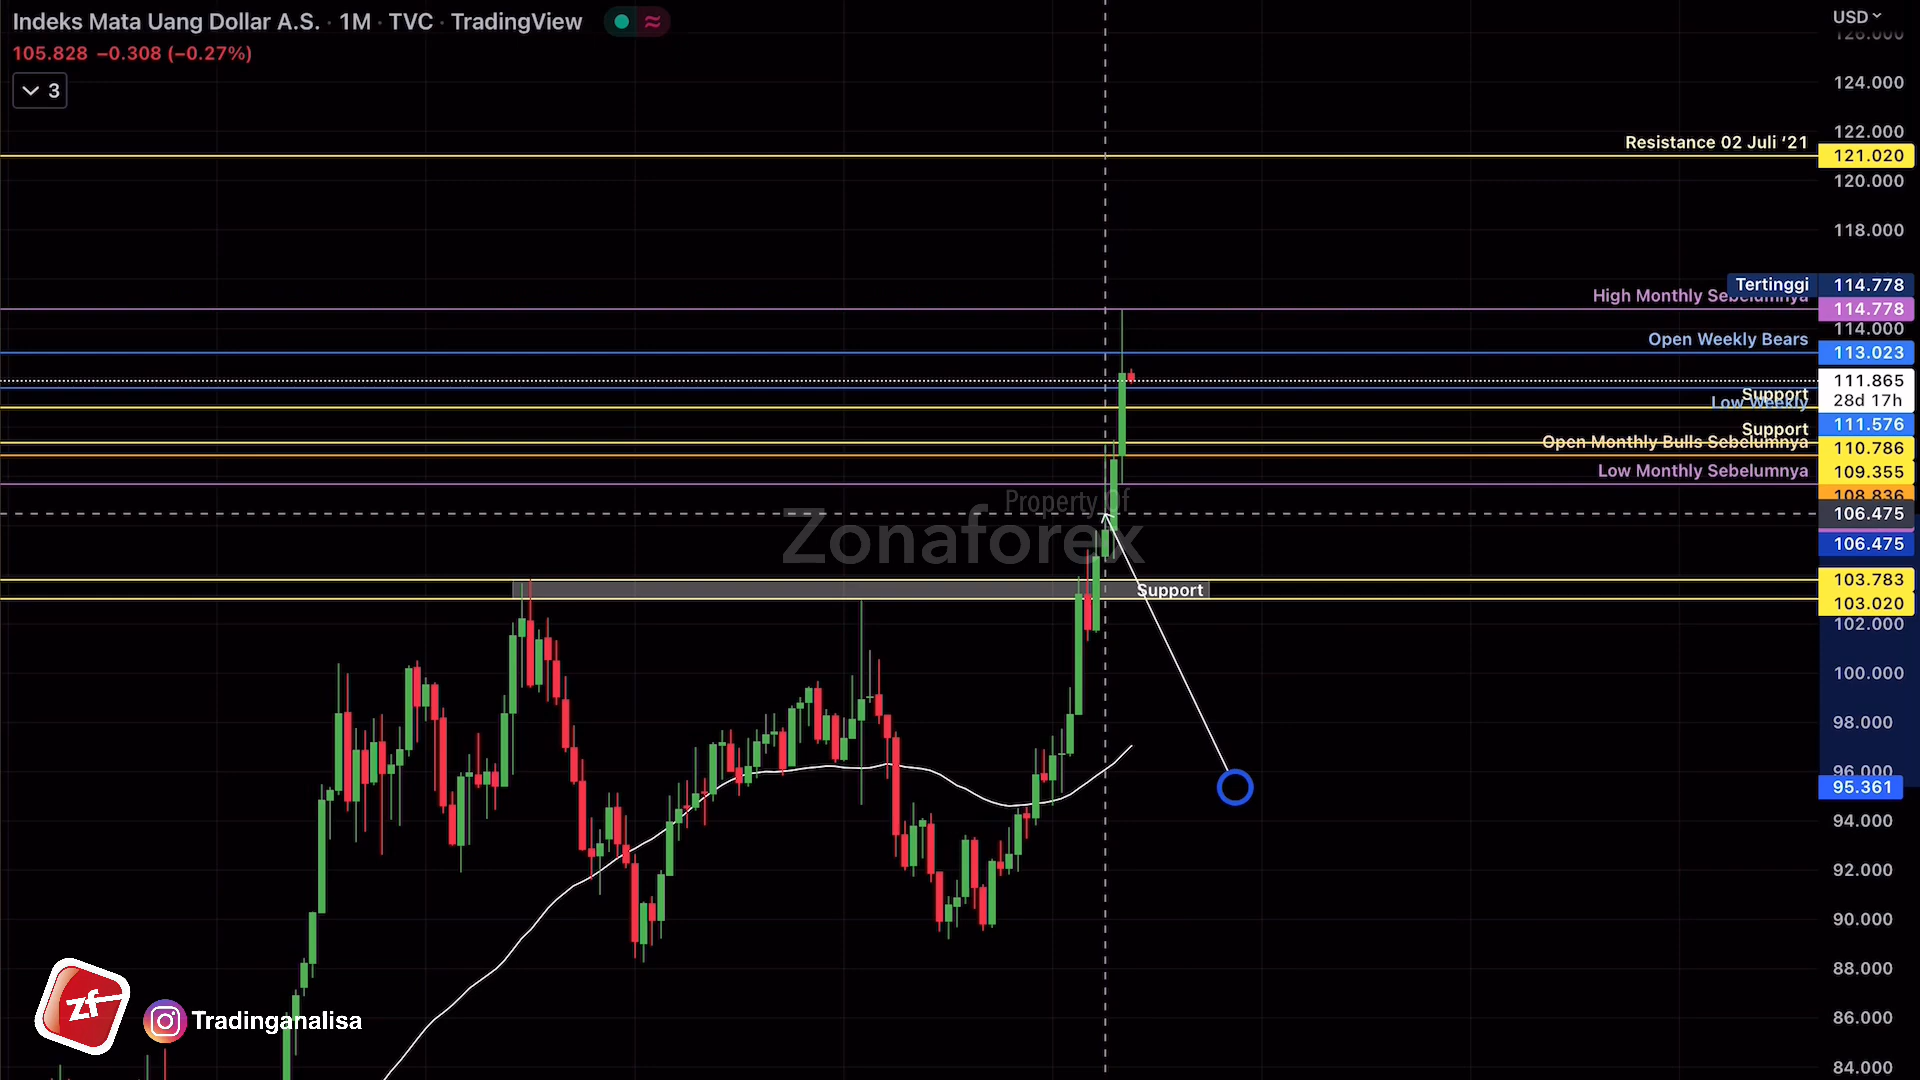 Indeks Mata Uang Dollar A.S. · 1M · TVC · TradingView
105.828 −0.308 (−0.27%)
3
USD
126.000
124.000
122.000
Resistance 02 Juli ‘21
121.020
120.000
118.000
Tertinggi 114.778
High Monthly Sebelumnya
114.778
114.000
Open Weekly Bears
113.023
111.865
Support
28d 17h
Low Weekly
111.576
Support
Open Monthly Bulls Sebelumnya
110.786
Low Monthly Sebelumnya
109.355
108.836
Property Of
106.475
Zonaforex
106.475
103.783
Support
103.020
102.000
100.000
98.000
96.000
95.361
94.000
92.000
90.000
88.000
86.000
84.000
zf
Tradinganalisa